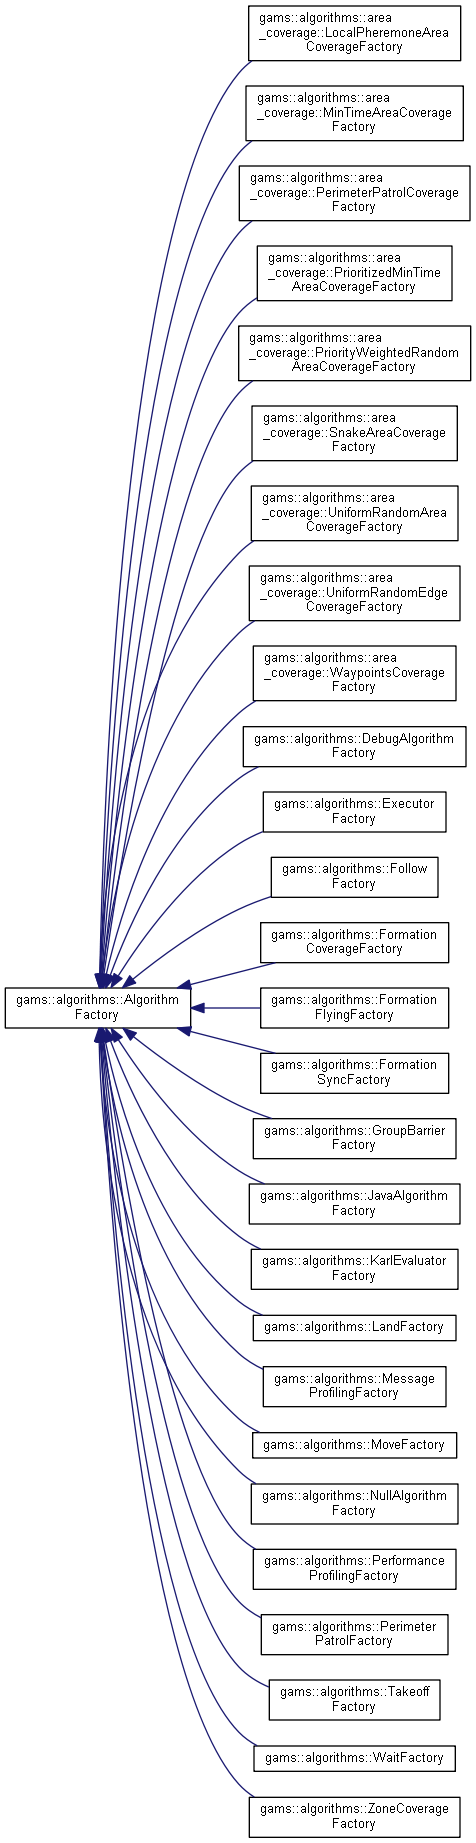 gams::algorithms::area
_coverage::LocalPheremoneArea
CoverageFactory
gams::algorithms::area
_coverage::MinTimeAreaCoverage
Factory
gams::algorithms::area
_coverage::PerimeterPatrolCoverage
Factory
gams::algorithms::area
_coverage::PrioritizedMinTime
AreaCoverageFactory
gams::algorithms::area
_coverage::PriorityWeightedRandom
AreaCoverageFactory
gams::algorithms::area
_coverage::SnakeAreaCoverage
Factory
gams::algorithms::area
_coverage::UniformRandomArea
CoverageFactory
gams::algorithms::area
_coverage::UniformRandomEdge
CoverageFactory
gams::algorithms::area
_coverage::WaypointsCoverage
Factory
gams::algorithms::DebugAlgorithm
Factory
gams::algorithms::Executor
Factory
gams::algorithms::Follow
Factory
gams::algorithms::Formation
CoverageFactory
gams::algorithms::Algorithm
Factory
gams::algorithms::Formation
FlyingFactory
gams::algorithms::Formation
SyncFactory
gams::algorithms::GroupBarrier
Factory
gams::algorithms::JavaAlgorithm
Factory
gams::algorithms::KarlEvaluator
Factory
gams::algorithms::LandFactory
gams::algorithms::Message
ProfilingFactory
gams::algorithms::MoveFactory
gams::algorithms::NullAlgorithm
Factory
gams::algorithms::Performance
ProfilingFactory
gams::algorithms::Perimeter
PatrolFactory
gams::algorithms::Takeoff
Factory
gams::algorithms::WaitFactory
gams::algorithms::ZoneCoverage
Factory